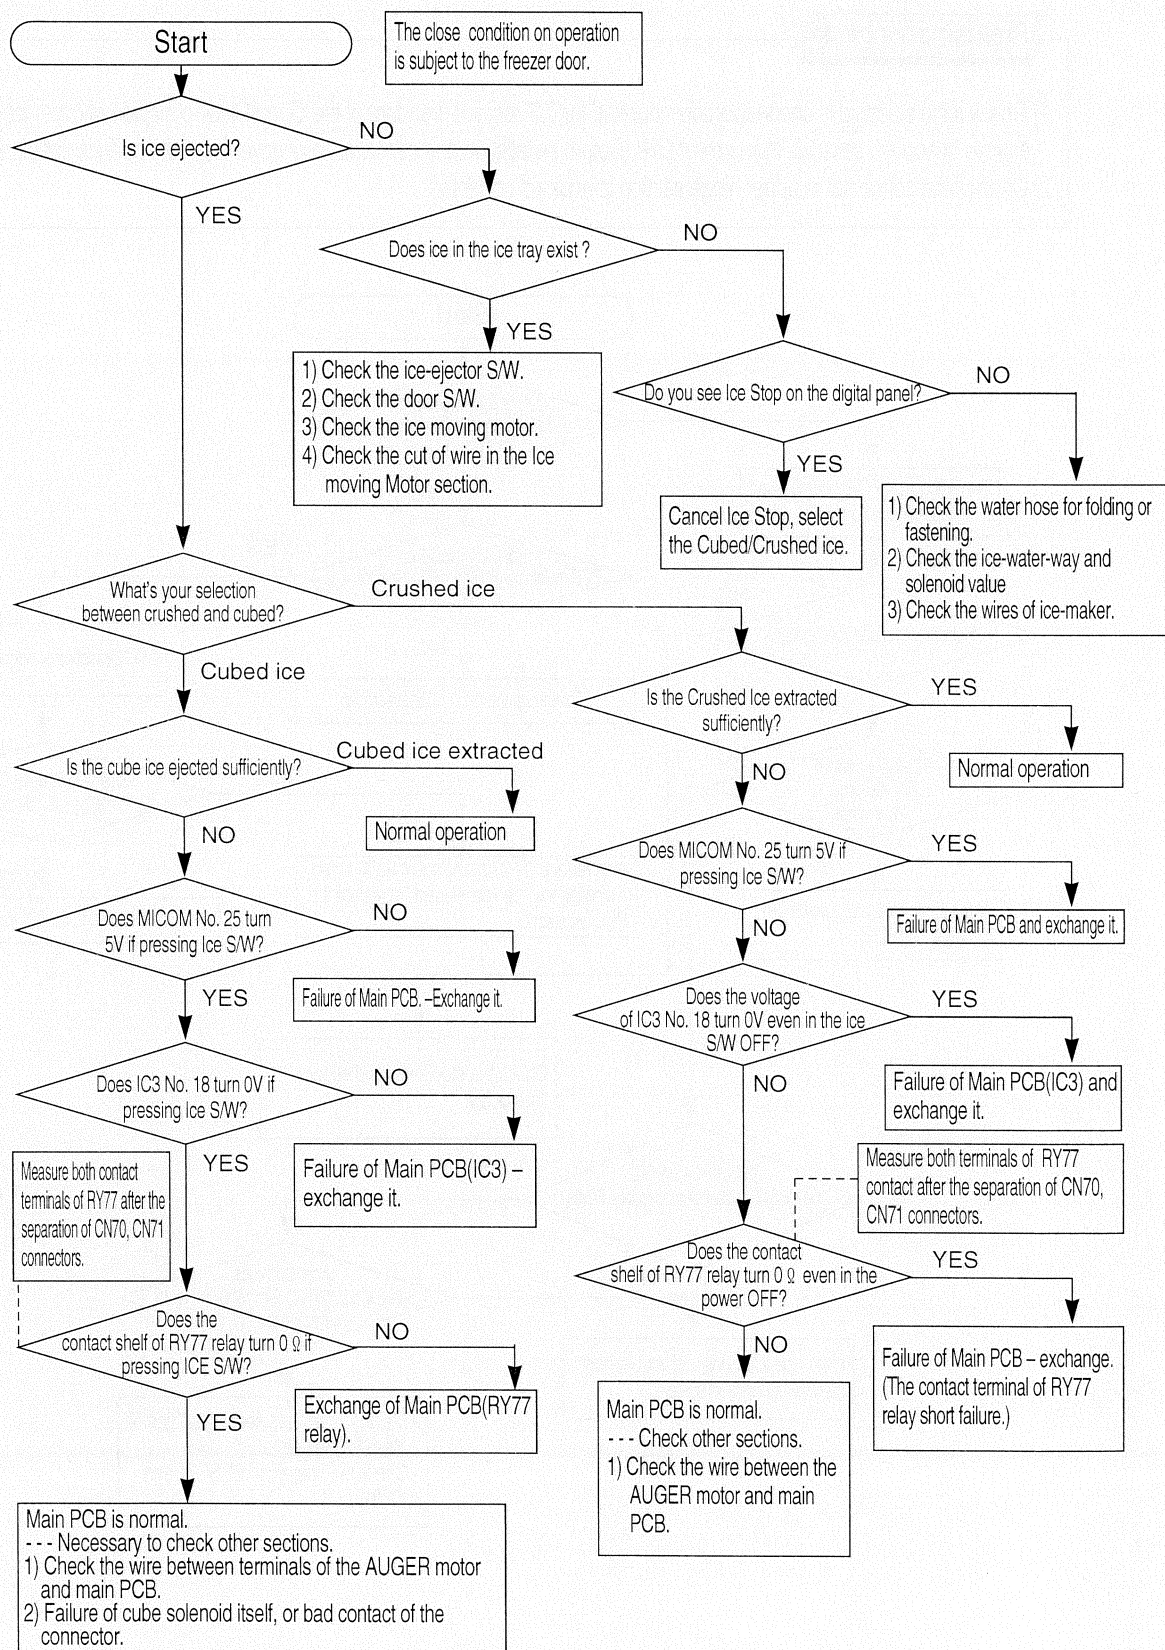 Start
The close condition on operation
is subject to the freezer door.
Is ice ejected?
NO
YES
Does ice in the ice tray exist ?
NO
YES
1) Check the ice-ejector S/W.
2) Check the door S/W.
3) Check the ice moving motor.
4) Check the cut of wire in the Ice
moving Motor section.
Do you see Ice Stop on the digital panel?
NO
YES
Cancel Ice Stop, select
the Cubed/Crushed ice.
1) Check the water hose for folding or
fastening.
2) Check the ice-water-way and
solenoid value
3) Check the wires of ice-maker.
What's your selection
between crushed and cubed?
Crushed ice
Cubed ice
Is the cube ice ejected sufficiently?
Cubed ice extracted
Normal operation
NO
Does MICOM No. 25 turn
5V if pressing Ice S/W?
NO
Failure of Main PCB. –Exchange it.
YES
Does IC3 No. 18 turn 0V if
pressing Ice S/W?
NO
Failure of Main PCB(IC3) –
exchange it.
YES
Measure both contact
terminals of RY77 after the
separation of CN70, CN71
connectors.
Does the
contact shelf of RY77 relay turn 0 Ω if
pressing ICE S/W?
NO
Exchange of Main PCB(RY77
relay).
YES
Main PCB is normal.
- - - Necessary to check other sections.
1) Check the wire between terminals of the AUGER motor
and main PCB.
2) Failure of cube solenoid itself, or bad contact of the
connector.
Is the Crushed Ice extracted
sufficiently?
YES
Normal operation
NO
Does MICOM No. 25 turn 5V if
pressing Ice S/W?
YES
Failure of Main PCB and exchange it.
NO
Does the voltage
of IC3 No. 18 turn 0V even in the ice
S/W OFF?
YES
Failure of Main PCB(IC3) and
exchange it.
NO
Measure both terminals of RY77
contact after the separation of CN70,
CN71 connectors.
Does the contact
shelf of RY77 relay turn 0 Ω even in the
power OFF?
YES
Failure of Main PCB – exchange.
(The contact terminal of RY77
relay short failure.)
NO
Main PCB is normal.
- - - Check other sections.
1) Check the wire between the
AUGER motor and main
PCB.